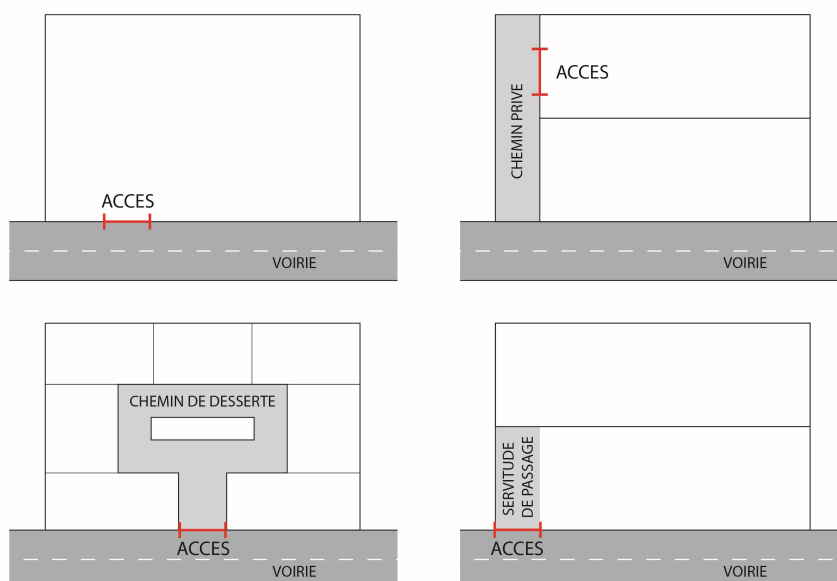 ACCES
VOIRIE
CHEMIN PRIVE
ACCES
VOIRIE
CHEMIN DE DESSERTE
ACCES
VOIRIE
SERVITUDE
DE PASSAGE
ACCES
VOIRIE